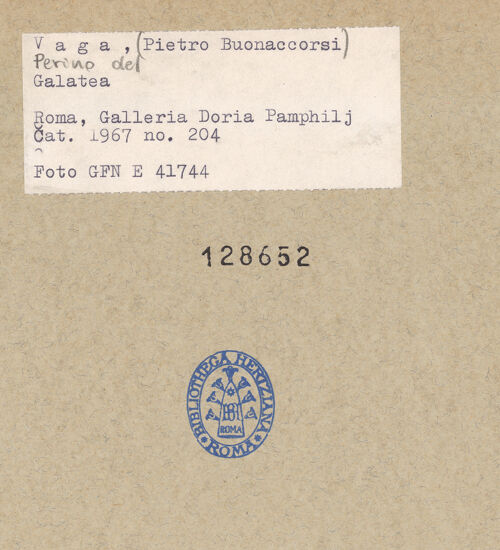 V a g a , (Pietro Buonaccorsi)
Perino del
Galatea
Roma, Galleria Doria Pamphilj
Cat. 1967 no. 204
Foto GFN E 41744
128652
BIBLIOTHECA HERTZIANA
BH
ROMA
* ROMA *